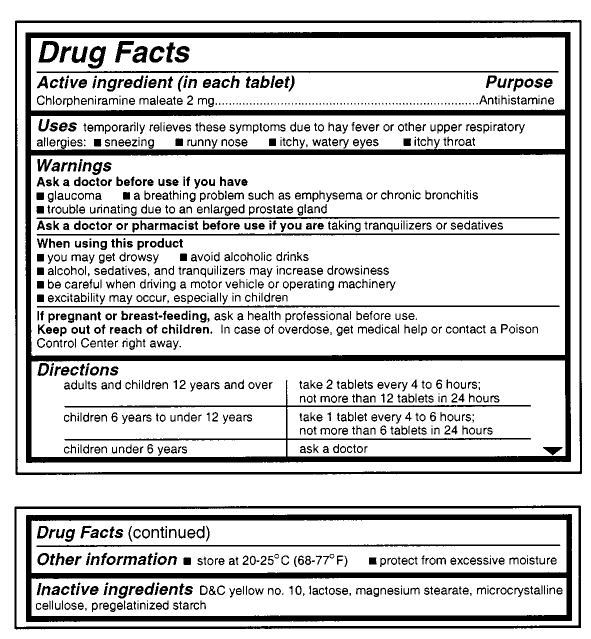 Drug Facts
Active ingredient (in each tablet) Purpose
Chlorpheniramine maleate 2 mg..........................................................................Antihistamine
Uses temporarily relieves these symptoms due to hay fever or other upper respiratory
allergies: ■ sneezing ■ runny nose ■ itchy, watery eyes ■ itchy throat
Warnings
Ask a doctor before use if you have
■ glaucoma ■ a breathing problem such as emphysema or chronic bronchitis
■ trouble urinating due to an enlarged prostate gland
Ask a doctor or pharmacist before use if you are taking tranquilizers or sedatives
When using this product
■ you may get drowsy ■ avoid alcoholic drinks
■ alcohol, sedatives, and tranquilizers may increase drowsiness
■ be careful when driving a motor vehicle or operating machinery
■ excitability may occur, especially in children
If pregnant or breast-feeding, ask a health professional before use.
Keep out of reach of children. In case of overdose, get medical help or contact a Poison
Control Center right away.
Directions
adults and children 12 years and over take 2 tablets every 4 to 6 hours;
not more than 12 tablets in 24 hours
children 6 years to under 12 years take 1 tablet every 4 to 6 hours;
not more than 6 tablets in 24 hours
children under 6 years ask a doctor
Drug Facts (continued)
Other information ■ store at 20-25°C (68-77°F) ■ protect from excessive moisture
Inactive ingredients D&C yellow no. 10, lactose, magnesium stearate, microcrystalline
cellulose, pregelatinized starch